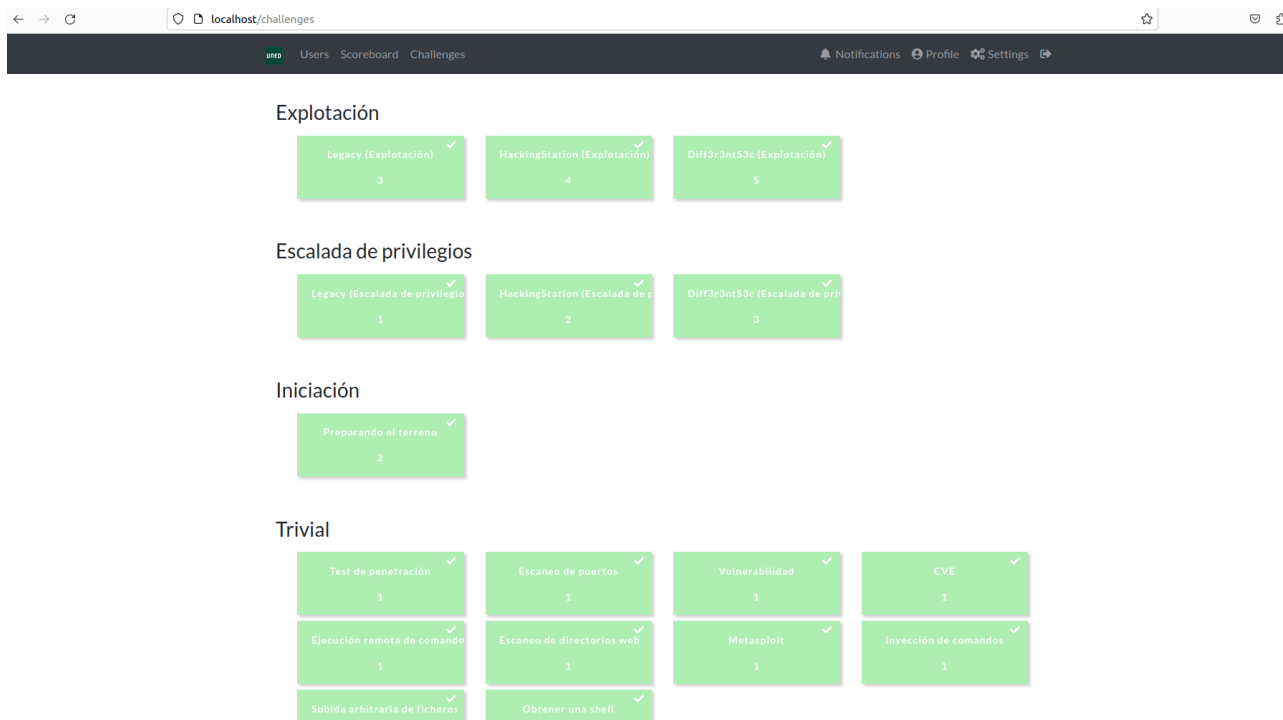 localhost/challenges
UNED Users Scoreboard Challenges Notifications Profile Settings
Explotación
Legacy (Explotación) HackingStation (Explotación) Diff3r3ntS3c (Explotación)
3 4 5
Escalada de privilegios
Legacy (Escalada de privilegio HackingStation (Escalada de p Diff3r3ntS3c (Escalada de priv
1 2 3
Iniciación
Preparando el terreno
2
Trivial
Test de penetración Escaneo de puertos Vulnerabilidad CVE
1 1 1 1
Ejecución remota de comando Escaneo de directorios web Metasploit Inyección de comandos
1 1 1 1
Subida arbitraria de ficheros Obtener una shell